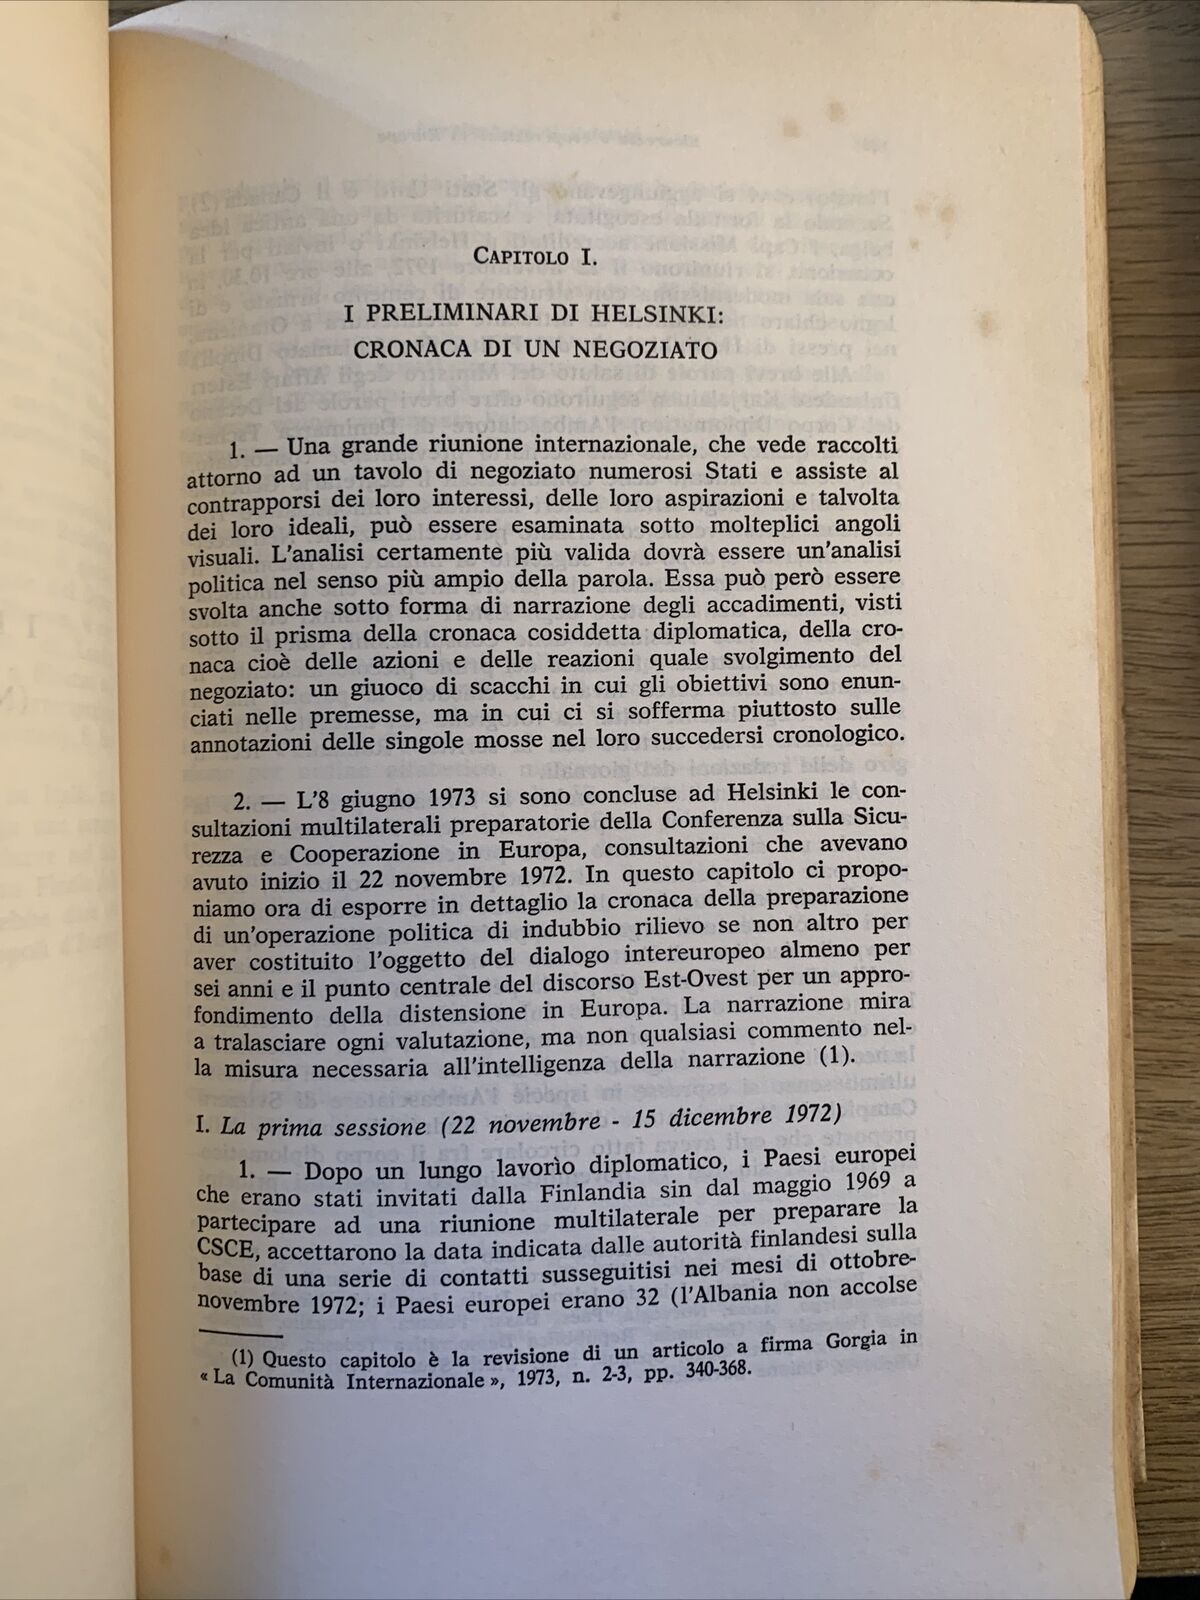 CAPITOLO I.
I PRELIMINARI DI HELSINKI:
CRONACA DI UN NEGOZIATO
1. — Una grande riunione internazionale, che vede raccolti
attorno ad un tavolo di negoziato numerosi Stati e assiste al
contrapporsi dei loro interessi, delle loro aspirazioni e talvolta
dei loro ideali, può essere esaminata sotto molteplici angoli
visuali. L'analisi certamente più valida dovrà essere un'analisi
politica nel senso più ampio della parola. Essa può però essere
svolta anche sotto forma di narrazione degli accadimenti, visti
sotto il prisma della cronaca cosiddetta diplomatica, della cro-
naca cioè delle azioni e delle reazioni quale svolgimento del
negoziato: un giuoco di scacchi in cui gli obiettivi sono enun-
ciati nelle premesse, ma in cui ci si sofferma piuttosto sulle
annotazioni delle singole mosse nel loro succedersi cronologico.
2. — L'8 giugno 1973 si sono concluse ad Helsinki le con-
sultazioni multilaterali preparatorie della Conferenza sulla Sicu-
rezza e Cooperazione in Europa, consultazioni che avevano
avuto inizio il 22 novembre 1972. In questo capitolo ci propo-
niamo ora di esporre in dettaglio la cronaca della preparazione
di un'operazione politica di indubbio rilievo se non altro per
aver costituito l'oggetto del dialogo intereuropeo almeno per
sei anni e il punto centrale del discorso Est-Ovest per un appro-
fondimento della distensione in Europa. La narrazione mira
a tralasciare ogni valutazione, ma non qualsiasi commento nel-
la misura necessaria all'intelligenza della narrazione (1).
I. La prima sessione (22 novembre - 15 dicembre 1972)
1. — Dopo un lungo lavorìo diplomatico, i Paesi europei
che erano stati invitati dalla Finlandia sin dal maggio 1969 a
partecipare ad una riunione multilaterale per preparare la
CSCE, accettarono la data indicata dalle autorità finlandesi sulla
base di una serie di contatti susseguitisi nei mesi di ottobre-
novembre 1972; i Paesi europei erano 32 (l'Albania non accolse
(1) Questo capitolo è la revisione di un articolo a firma Gorgia in
« La Comunità Internazionale », 1973, n. 2-3, pp. 340-368.